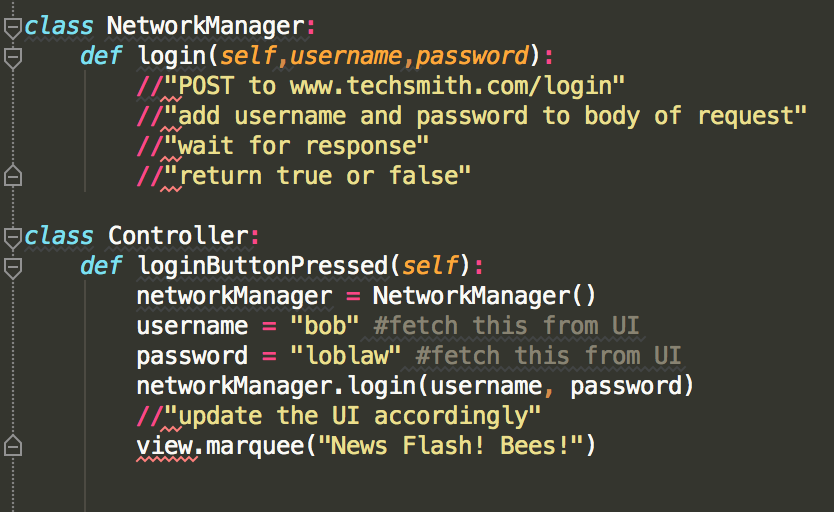 class NetworkManager:
    def login(self,username,password):
        //"POST to www.techsmith.com/login"
        //"add username and password to body of request"
        //"wait for response"
        //"return true or false"

class Controller:
    def loginButtonPressed(self):
        networkManager = NetworkManager()
        username = "bob" #fetch this from UI
        password = "loblaw" #fetch this from UI
        networkManager.login(username, password)
        //"update the UI accordingly"
        view.marquee("News Flash! Bees!")